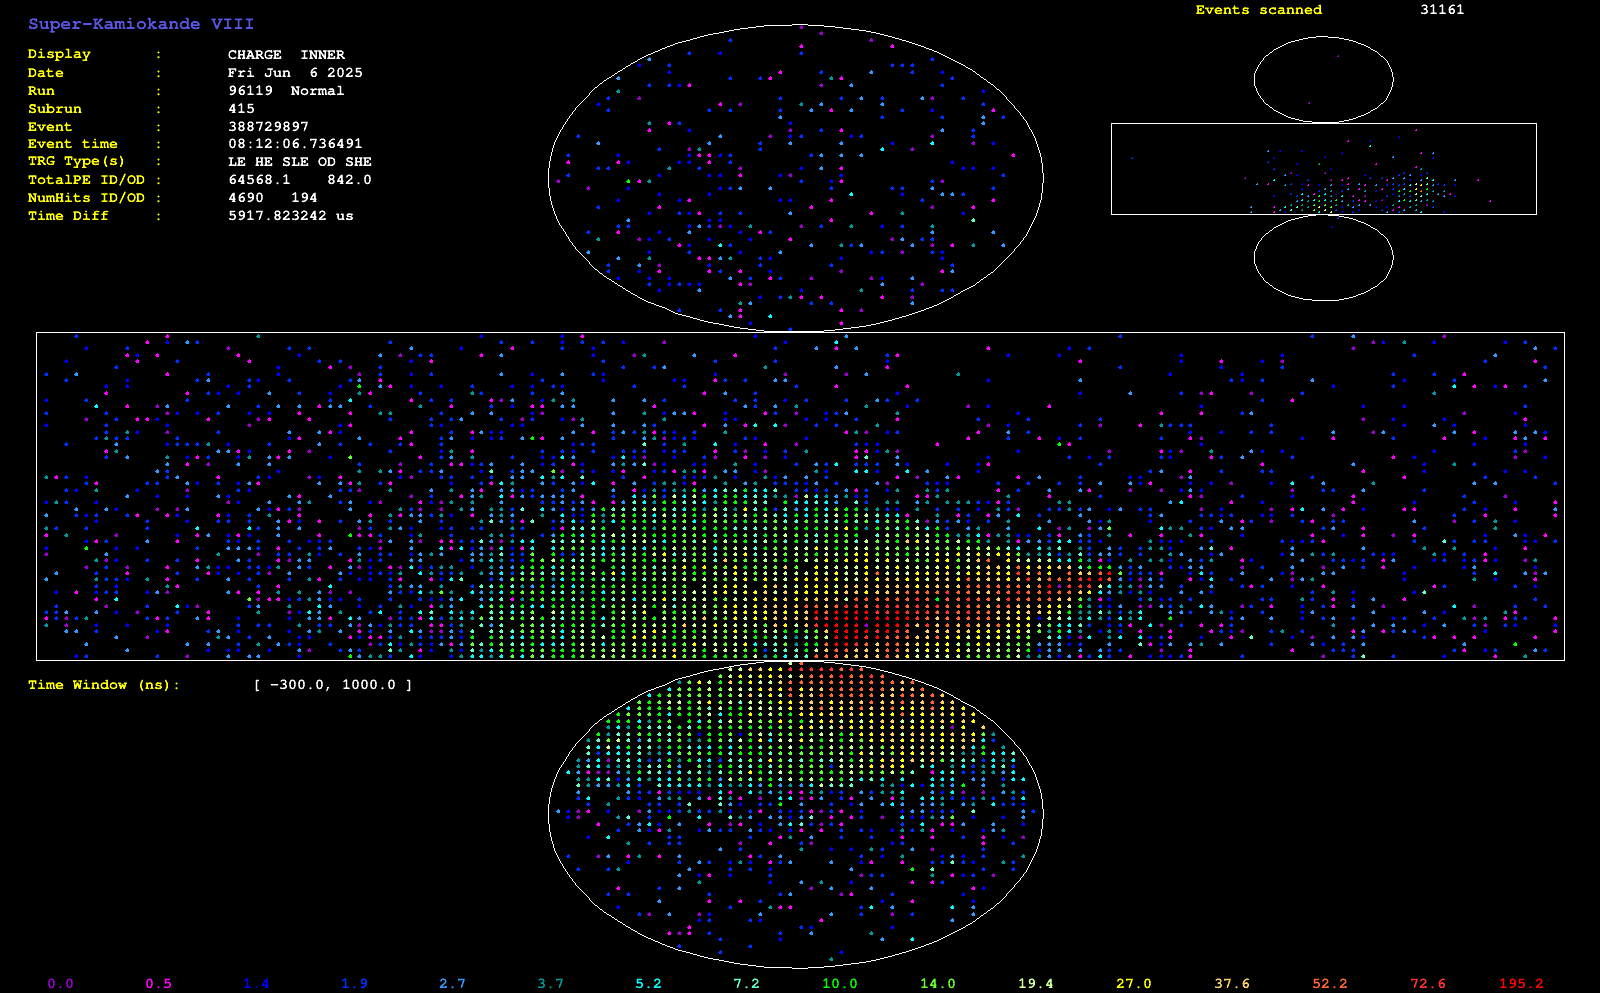 Super-Kamiokande VIII
Events scanned 31161
Display : CHARGE INNER
Date : Fri Jun 6 2025
Run : 96119 Normal
Subrun : 415
Event : 388729897
Event time : 08:12:06.736491
TRG Type(s) : LE HE SLE OD SHE
TotalPE ID/OD : 64568.1 842.0
NumHits ID/OD : 4690 194
Time Diff : 5917.823242 us
Time Window (ns): [ -300.0, 1000.0 ]
0.0 0.5 1.4 1.9 2.7 3.7 5.2 7.2 10.0 14.0 19.4 27.0 37.6 52.2 72.6 195.2